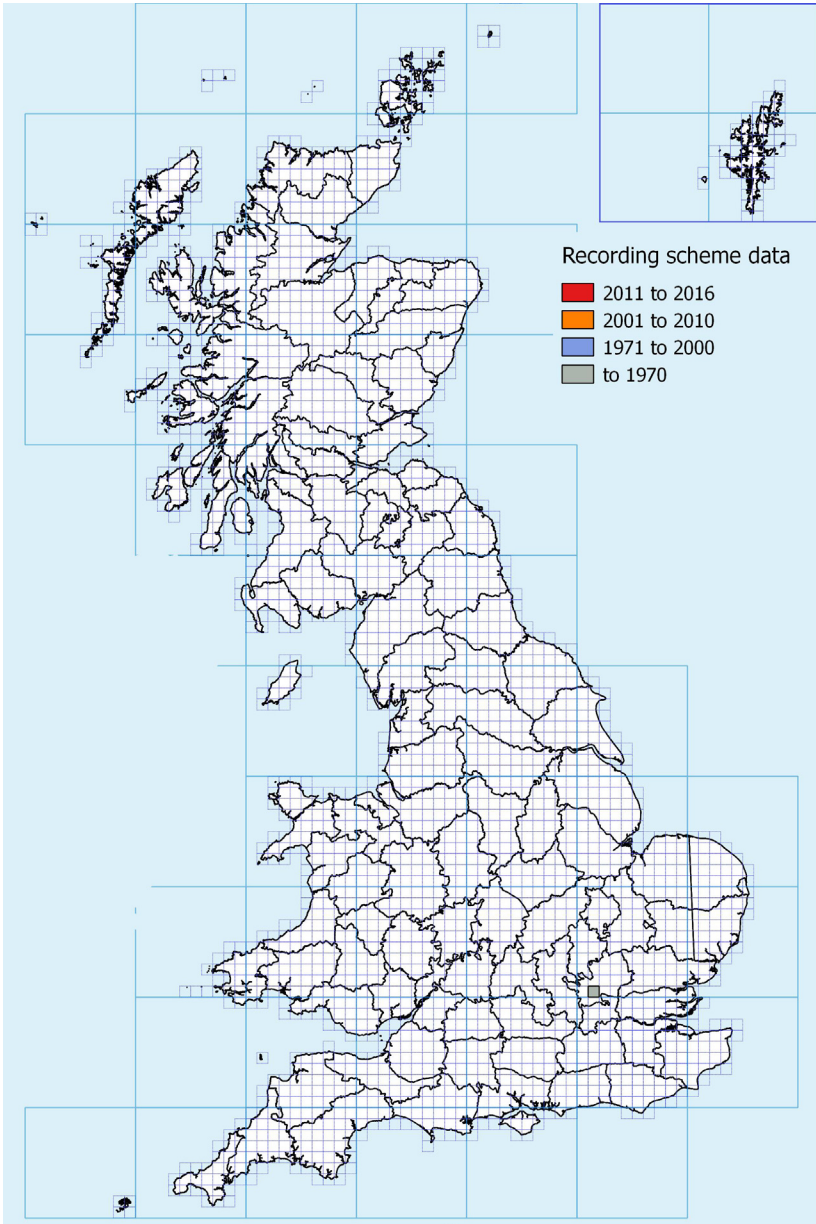 Recording scheme data
2011 to 2016
2001 to 2010
1971 to 2000
to 1970